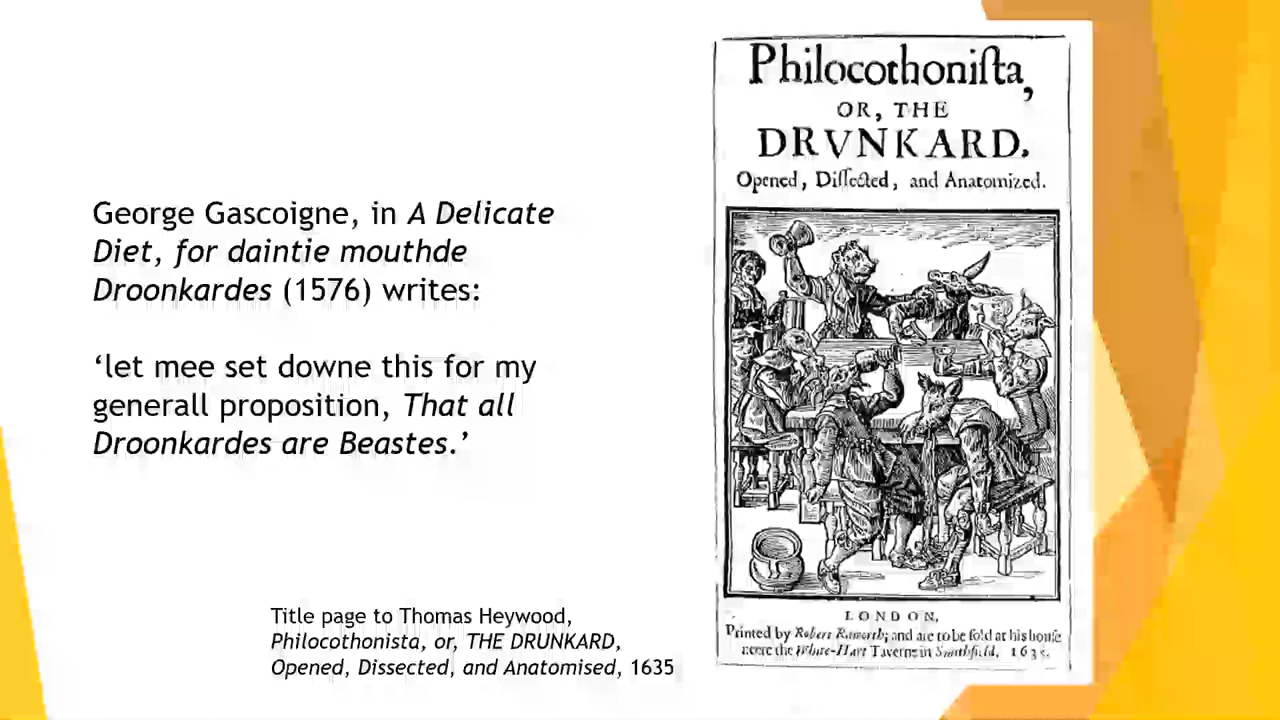 George Gascoigne, in A Delicate
Diet, for daintie mouthde
Droonkardes (1576) writes:
‘let mee set downe this for my
generall proposition, That all
Droonkardes are Beastes.’
Title page to Thomas Heywood,
Philocothonista, or, THE DRUNKARD,
Opened, Dissected, and Anatomised, 1635
Philocothoniſta,
OR, THE
DRVNKARD.
Opened, Diſſected, and Anatomized.
LONDON,
Printed by Robert Raworth; and are to be ſold at his houſe
neere the White-Hart Taverne in Smithfield, 1635.